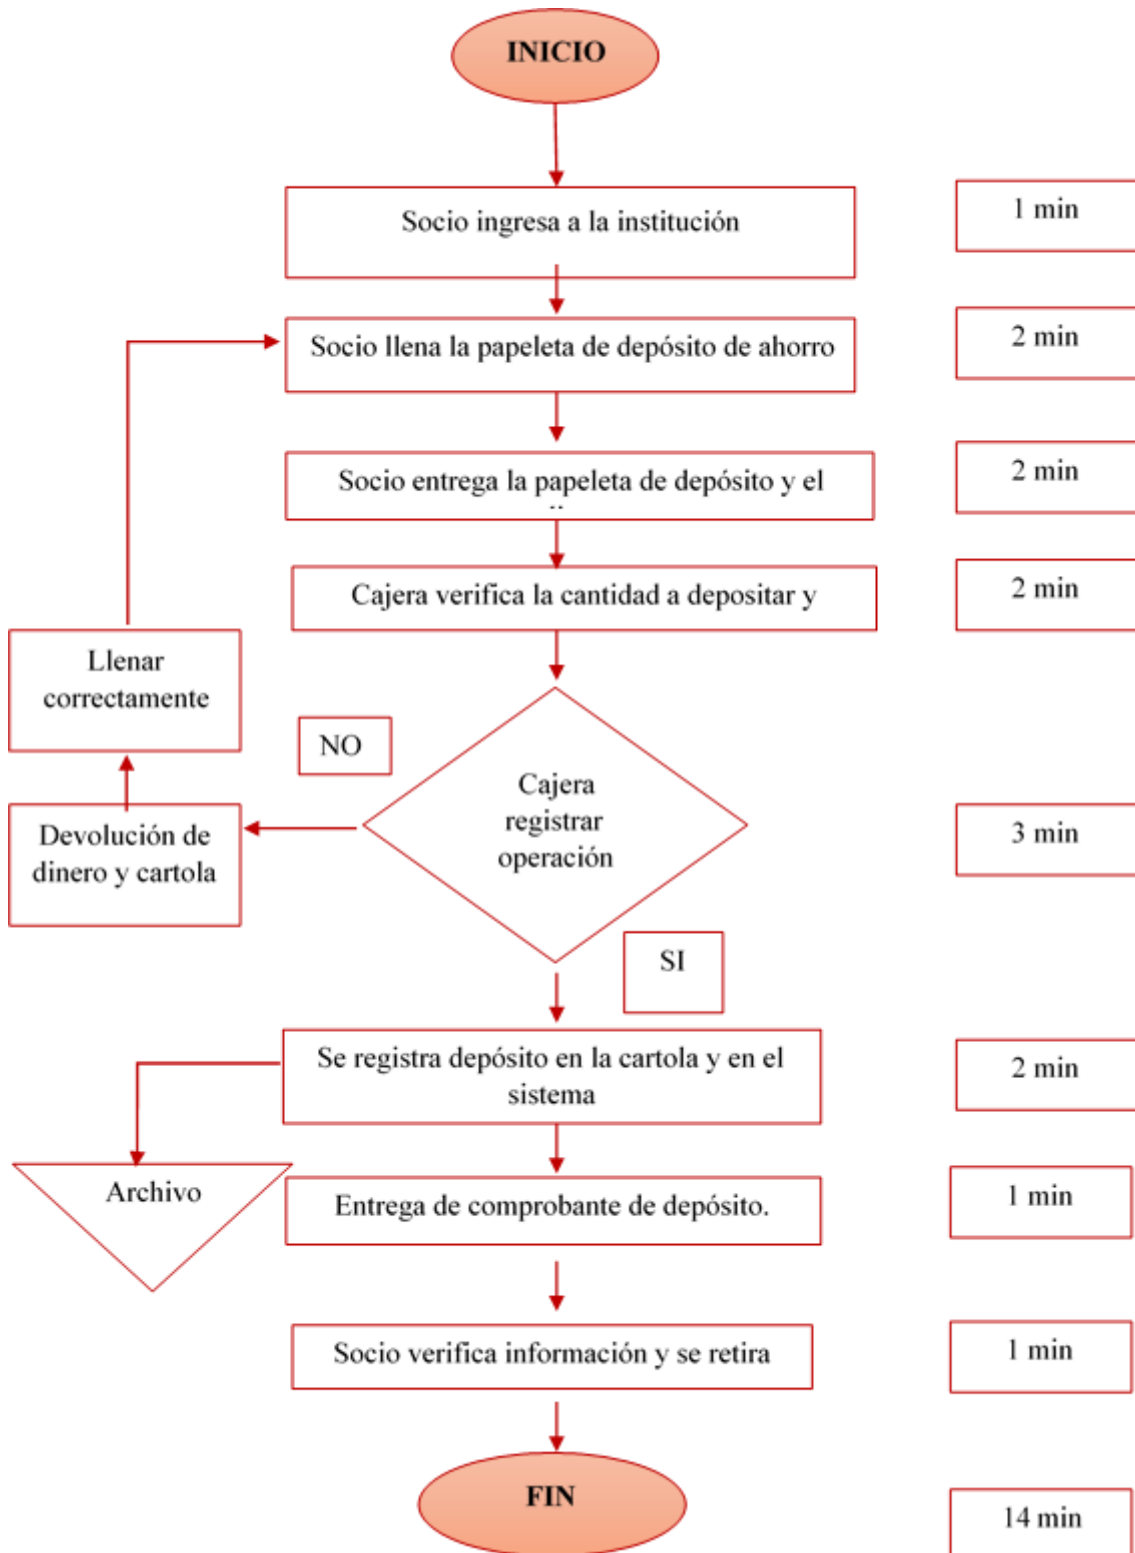 INICIO
Socio ingresa a la institución
1 min
Socio llena la papeleta de depósito de ahorro
2 min
Socio entrega la papeleta de depósito y el
2 min
Cajera verifica la cantidad a depositar y
2 min
Llenar
correctamente
NO
Cajera
registrar
operación
Devolución de
dinero y cartola
3 min
SI
Se registra depósito en la cartola y en el
sistema
2 min
Archivo
Entrega de comprobante de depósito.
1 min
Socio verifica información y se retira
1 min
FIN
14 min